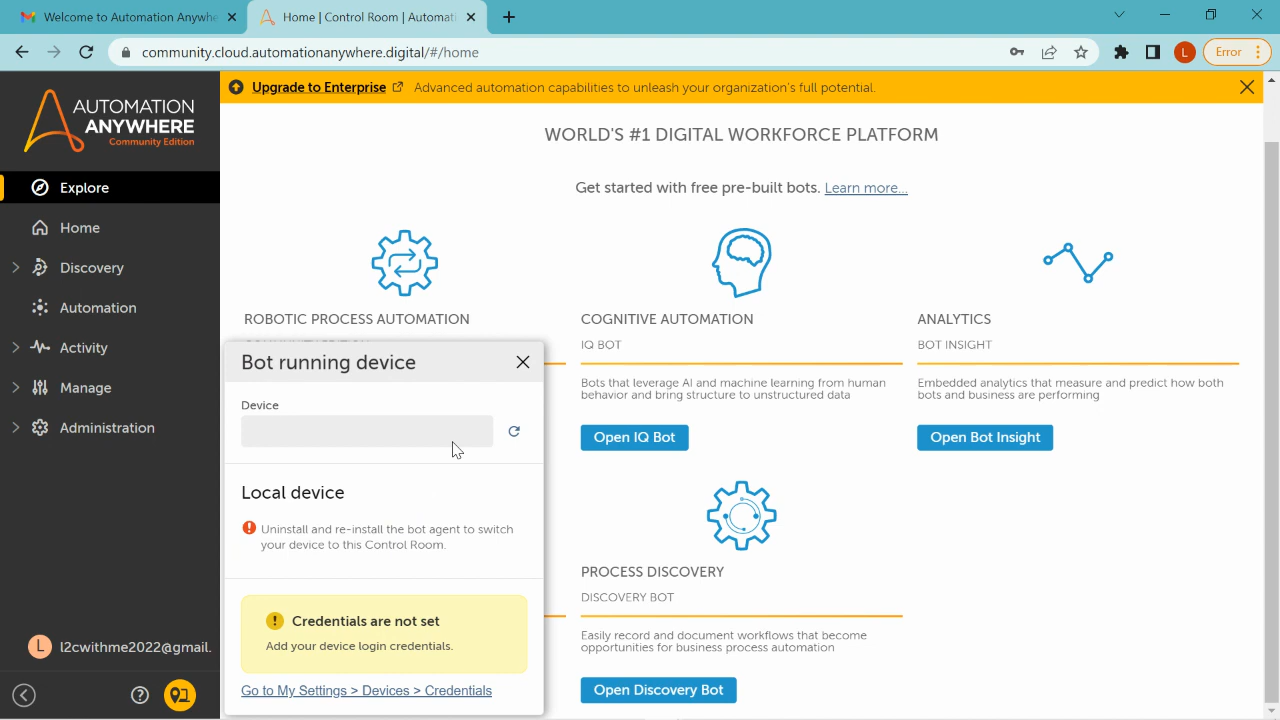 Welcome to Automation Anywhe
Home | Control Room | Automati
community.cloud.automationanywhere.digital/#/home
L
Error
AUTOMATION
ANYWHERE
Community Edition
Upgrade to Enterprise
Advanced automation capabilities to unleash your organization's full potential.
Explore
Home
Discovery
Automation
Activity
Manage
Administration
L
l2cwithme2022@gmail.
WORLD'S #1 DIGITAL WORKFORCE PLATFORM
Get started with free pre-built bots. Learn more...
ROBOTIC PROCESS AUTOMATION
COGNITIVE AUTOMATION
IQ BOT
Bots that leverage AI and machine learning from human
behavior and bring structure to unstructured data
Open IQ Bot
ANALYTICS
BOT INSIGHT
Embedded analytics that measure and predict how both
bots and business are performing
Open Bot Insight
PROCESS DISCOVERY
DISCOVERY BOT
Easily record and document workflows that become
opportunities for business process automation
Open Discovery Bot
Bot running device
Device
Local device
Uninstall and re-install the bot agent to switch
your device to this Control Room.
Credentials are not set
Add your device login credentials.
Go to My Settings > Devices > Credentials